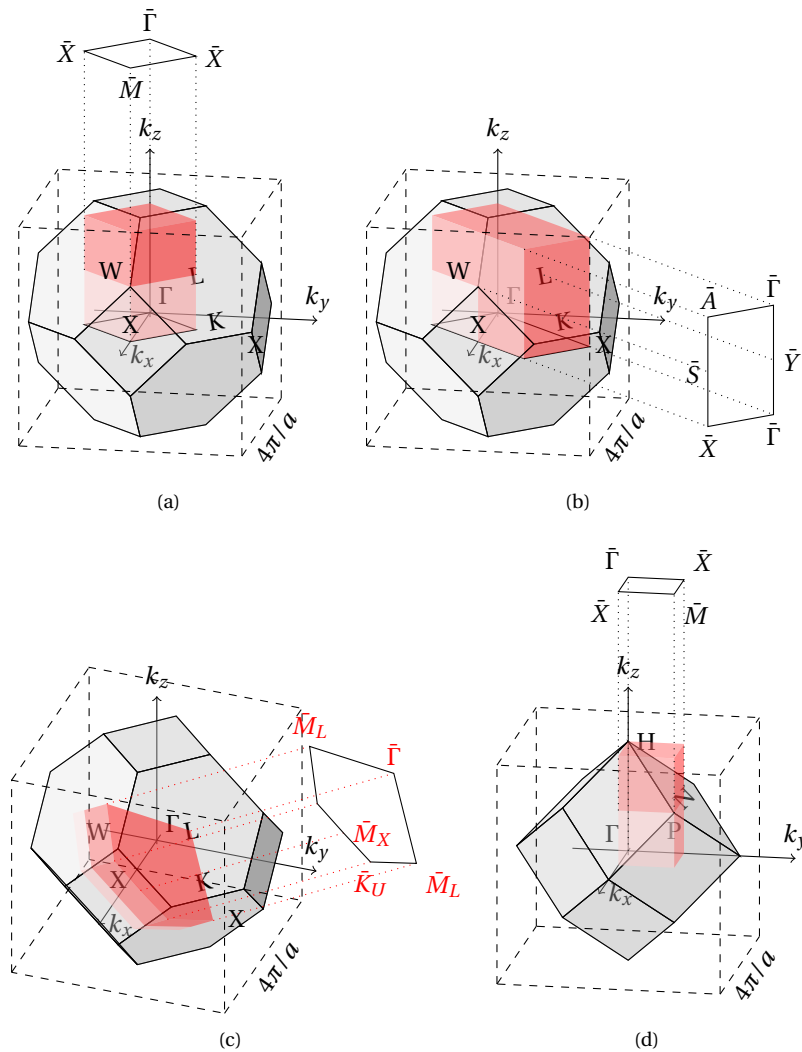 Γ̄
X̄
X̄
M̄
k_z
W
L
Γ
k_y
X
K
X
k_x
4π/a
(a)
k_z
W
L
Ā
Γ̄
Γ
k_y
X
K
X
Ȳ
k_x
S̄
X̄
Γ̄
4π/a
(b)
k_z
M̄_L
Γ̄
W
Γ
L
M̄_X
k_y
X
K
K̄_U
M̄_L
k_x
X
4π/a
(c)
Γ̄
X̄
X̄
M̄
k_z
H
N
Γ
P
k_y
k_x
4π/a
(d)